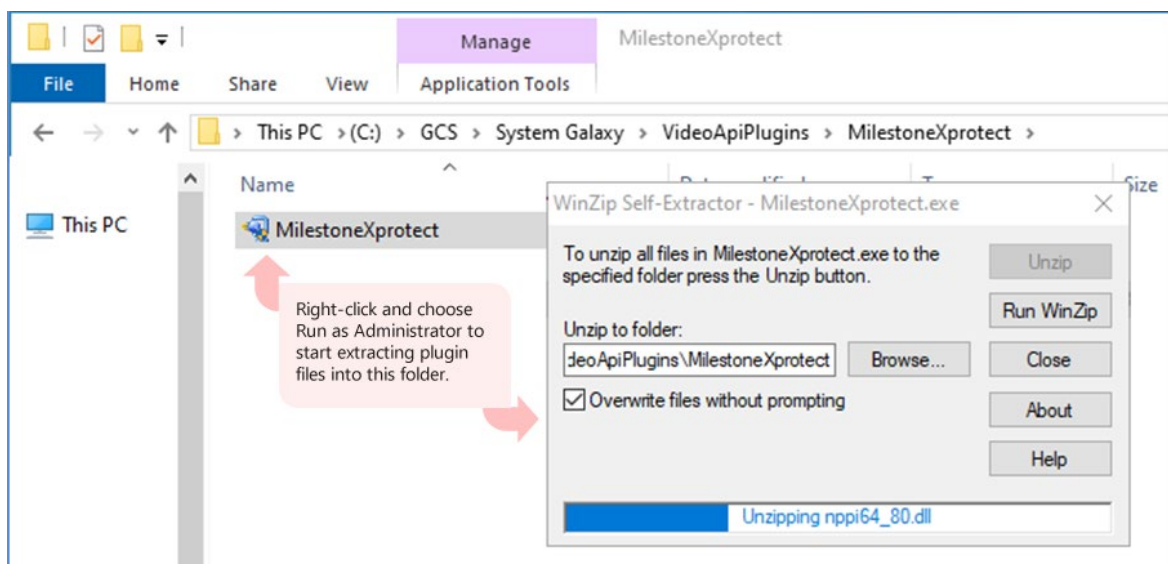 Manage MilestoneXprotect
File Home Share View Application Tools
> This PC > (C:) > GCS > System Galaxy > VideoApiPlugins > MilestoneXprotect >
Name Size
This PC
MilestoneXprotect
WinZip Self-Extractor - MilestoneXprotect.exe
To unzip all files in MilestoneXprotect.exe to the
specified folder press the Unzip button.
Unzip to folder:
deoApiPlugins\MilestoneXprotect
Browse...
Overwrite files without prompting
Unzip
Run WinZip
Close
About
Help
Unzipping nppi64_80.dll
Right-click and choose
Run as Administrator to
start extracting plugin
files into this folder.